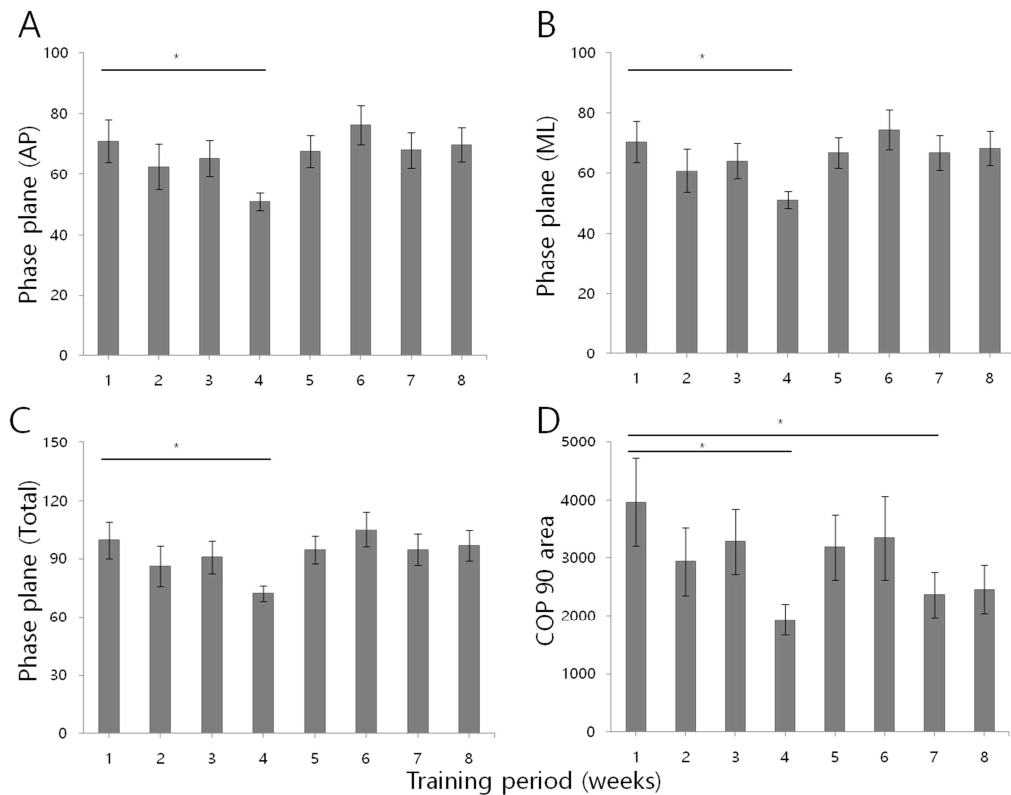 A
Phase plane (AP)
100
80
60
40
20
0
*
1 2 3 4 5 6 7 8
B
Phase plane (ML)
100
80
60
40
20
0
*
1 2 3 4 5 6 7 8
C
Phase plane (Total)
150
120
90
60
30
0
*
1 2 3 4 5 6 7 8
D
COP 90 area
5000
4000
3000
2000
1000
0
*
*
1 2 3 4 5 6 7 8
Training period (weeks)